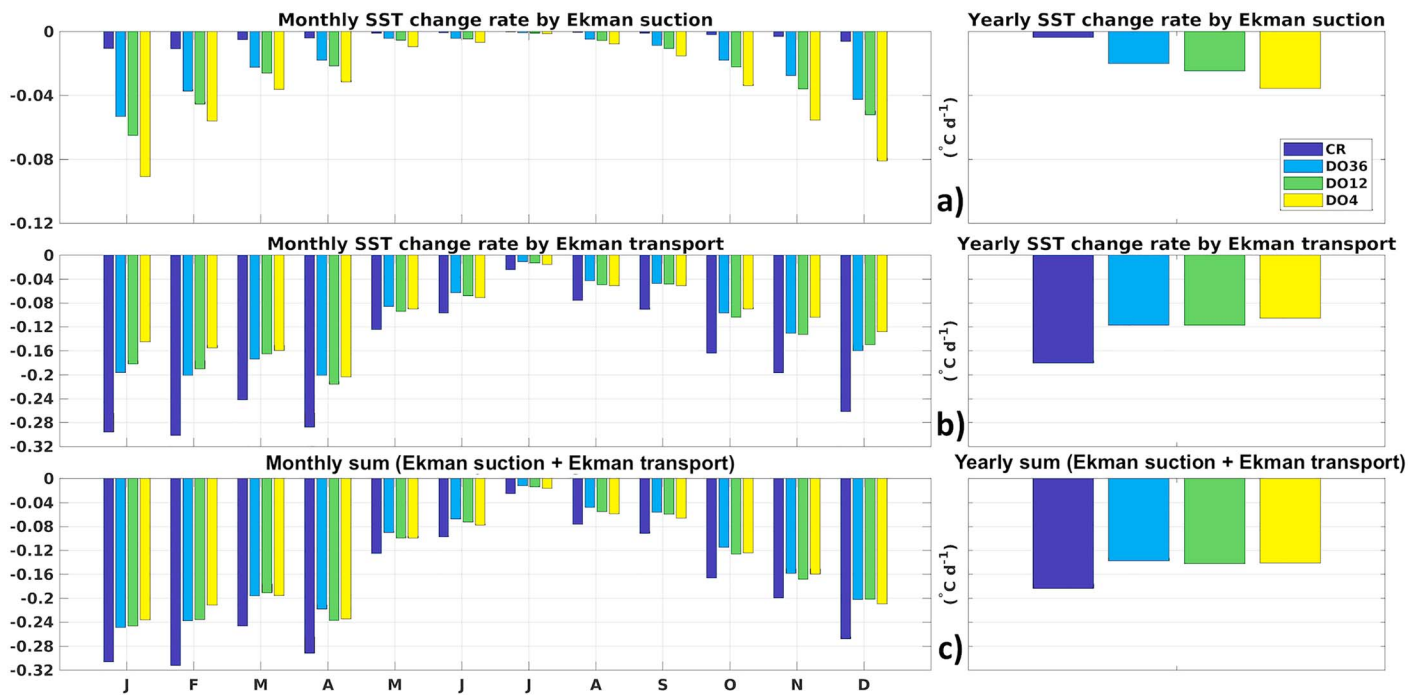 Monthly SST change rate by Ekman suction
Yearly SST change rate by Ekman suction
0
-0.04
-0.08
-0.12
(°C d⁻¹)
a)
CR
DO36
DO12
DO4
Monthly SST change rate by Ekman transport
Yearly SST change rate by Ekman transport
0
-0.04
-0.08
-0.12
-0.16
-0.2
-0.24
-0.28
-0.32
(°C d⁻¹)
b)
Monthly sum (Ekman suction + Ekman transport)
Yearly sum (Ekman suction + Ekman transport)
0
-0.04
-0.08
-0.12
-0.16
-0.2
-0.24
-0.28
-0.32
(°C d⁻¹)
c)
J F M A M J J A S O N D